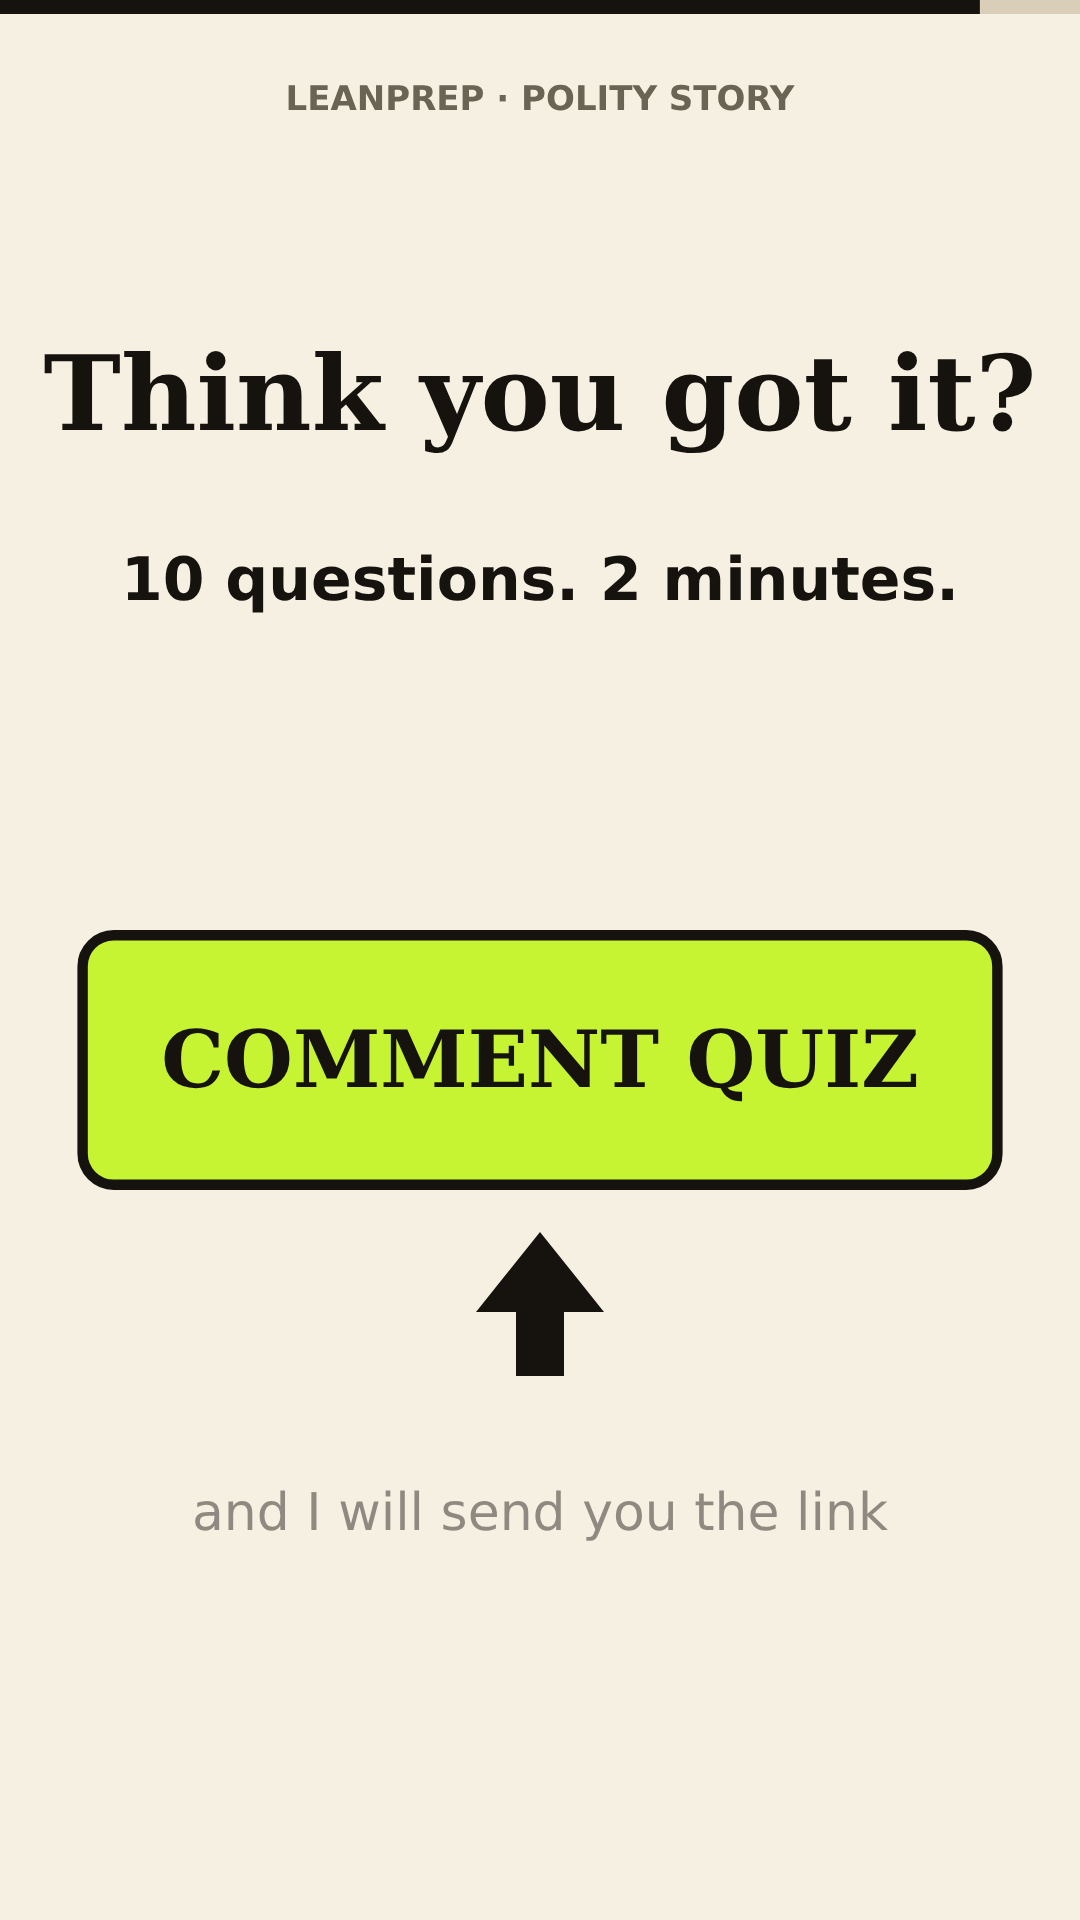 LEANPREP · POLITY STORY
Think you got it?
10 questions. 2 minutes.
COMMENT QUIZ
and I will send you the link